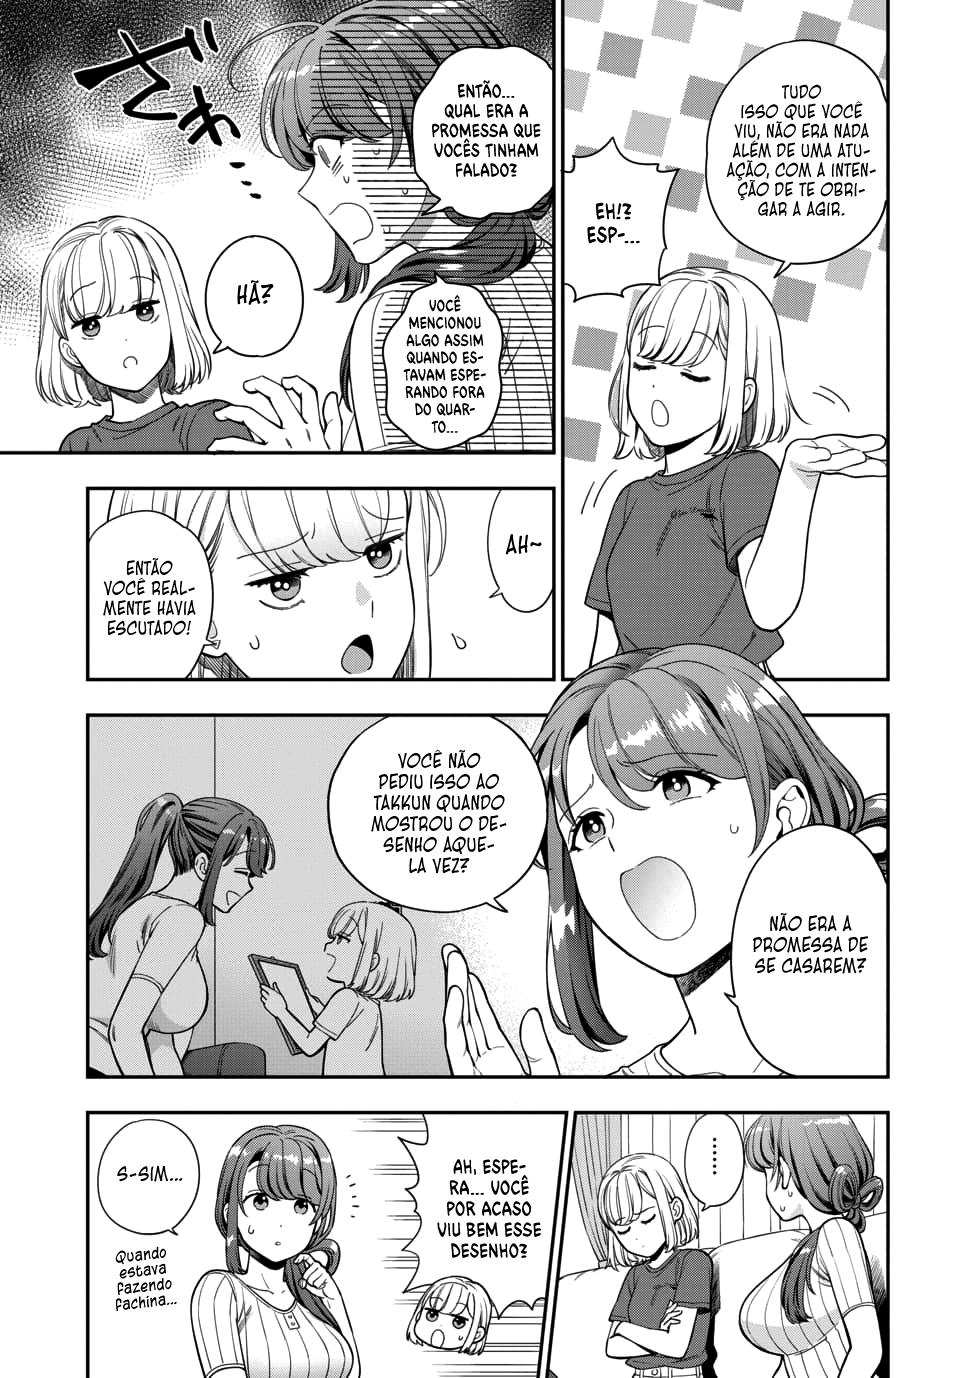 TUDO
ISSO QUE VOCÊ
VIU, NÃO ERA NADA
ALÉM DE UMA ATU-
AÇÃO, COM A INTEN-
ÇÃO DE TE OBRI-
GAR A AGIR.
EH!?
ESP-...
ENTÃO...
QUAL ERA A
PROMESSA QUE
VOCÊS TINHAM
FALADO?
VOCÊ
MENCIONOU
ALGO ASSIM
QUANDO ES-
TAVAM ESPE-
RANDO FORA
DO QUAR-
TO...
HÃ?
ざわ...
AH~
ENTÃO
VOCÊ REAL-
MENTE HAVIA
ESCUTADO!
NÃO ERA A
PROMESSA DE
SE CASAREM?
VOCÊ NÃO
PEDIU ISSO AO
TAKKUN QUANDO
MOSTROU O DE-
SENHO AQUE-
LA VEZ?
......
AH, ESPE-
RA... VOCÊ
POR ACASO
VIU BEM ESSE
DESENHO?
S-SIM...
Quando
estava
fazendo
fachina...